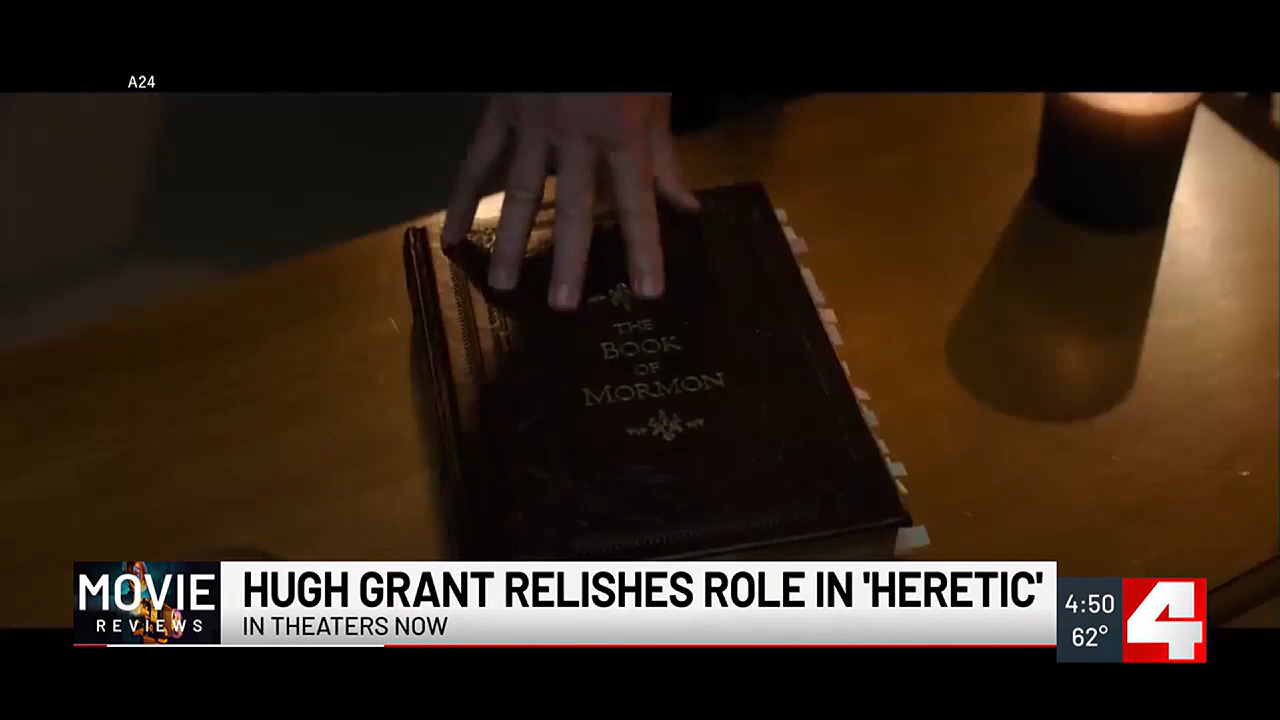 A24
THE
BOOK
OF
MORMON
MOVIE
REVIEWS
HUGH GRANT RELISHES ROLE IN 'HERETIC'
IN THEATERS NOW
4:50
62°
4